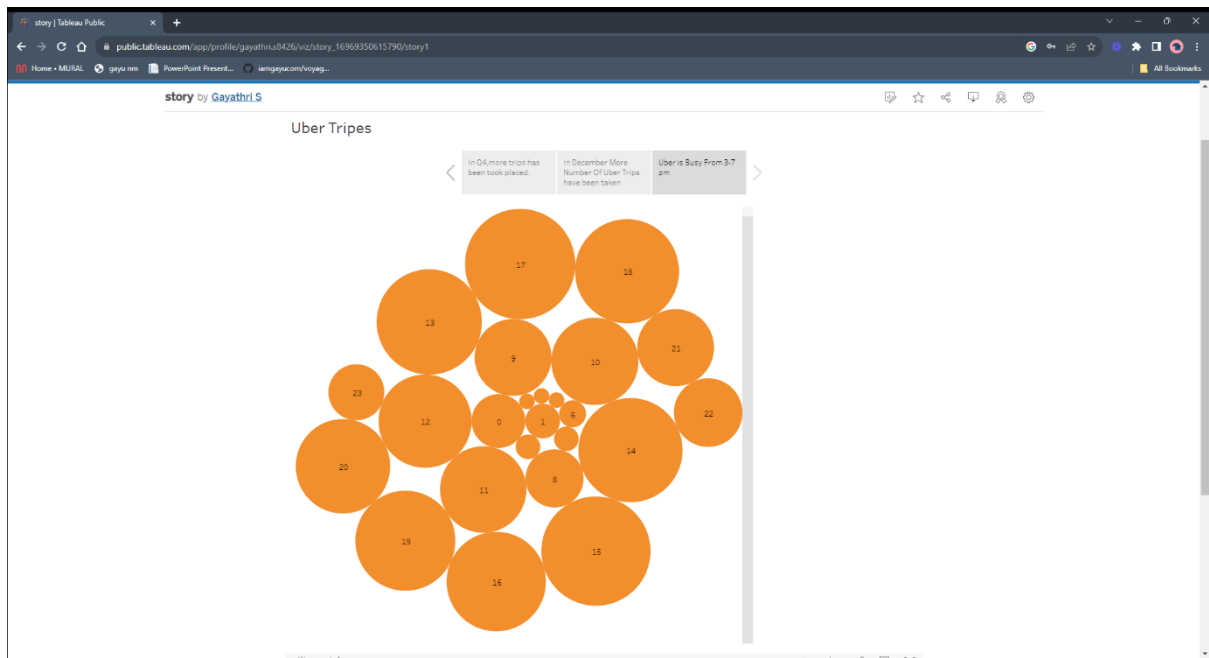 story | Tableau Public
public.tableau.com/app/profile/gayathri.s8426/viz/story_16969350615790/story1
Home • MURAL
gayu nm
PowerPoint Present...
iamgayucom/voyag...
All Bookmarks
story by Gayathri S
Uber Tripes
In Q4,more trips has
been took placed.
In December More
Number Of Uber Trips
have been taken
Uber is Busy From 3-7
pm
17
18
13
21
9
10
23
22
6
12
0
1
14
20
8
11
19
15
16